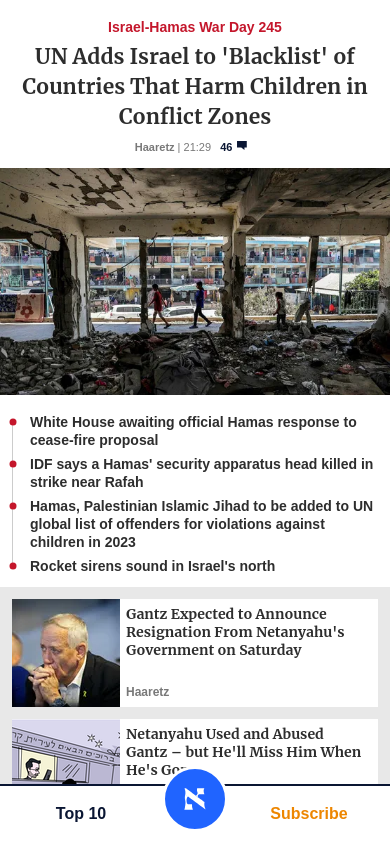 Israel-Hamas War Day 245
UN Adds Israel to 'Blacklist' of
Countries That Harm Children in
Conflict Zones
Haaretz | 21:29 46
White House awaiting official Hamas response to
cease-fire proposal
IDF says a Hamas' security apparatus head killed in
strike near Rafah
Hamas, Palestinian Islamic Jihad to be added to UN
global list of offenders for violations against
children in 2023
Rocket sirens sound in Israel's north
Gantz Expected to Announce
Resignation From Netanyahu's
Government on Saturday
Haaretz
ברוכים הבאים לעיריית
Netanyahu Used and Abused
Gantz – but He'll Miss Him When
He's
Top 10
Subscribe